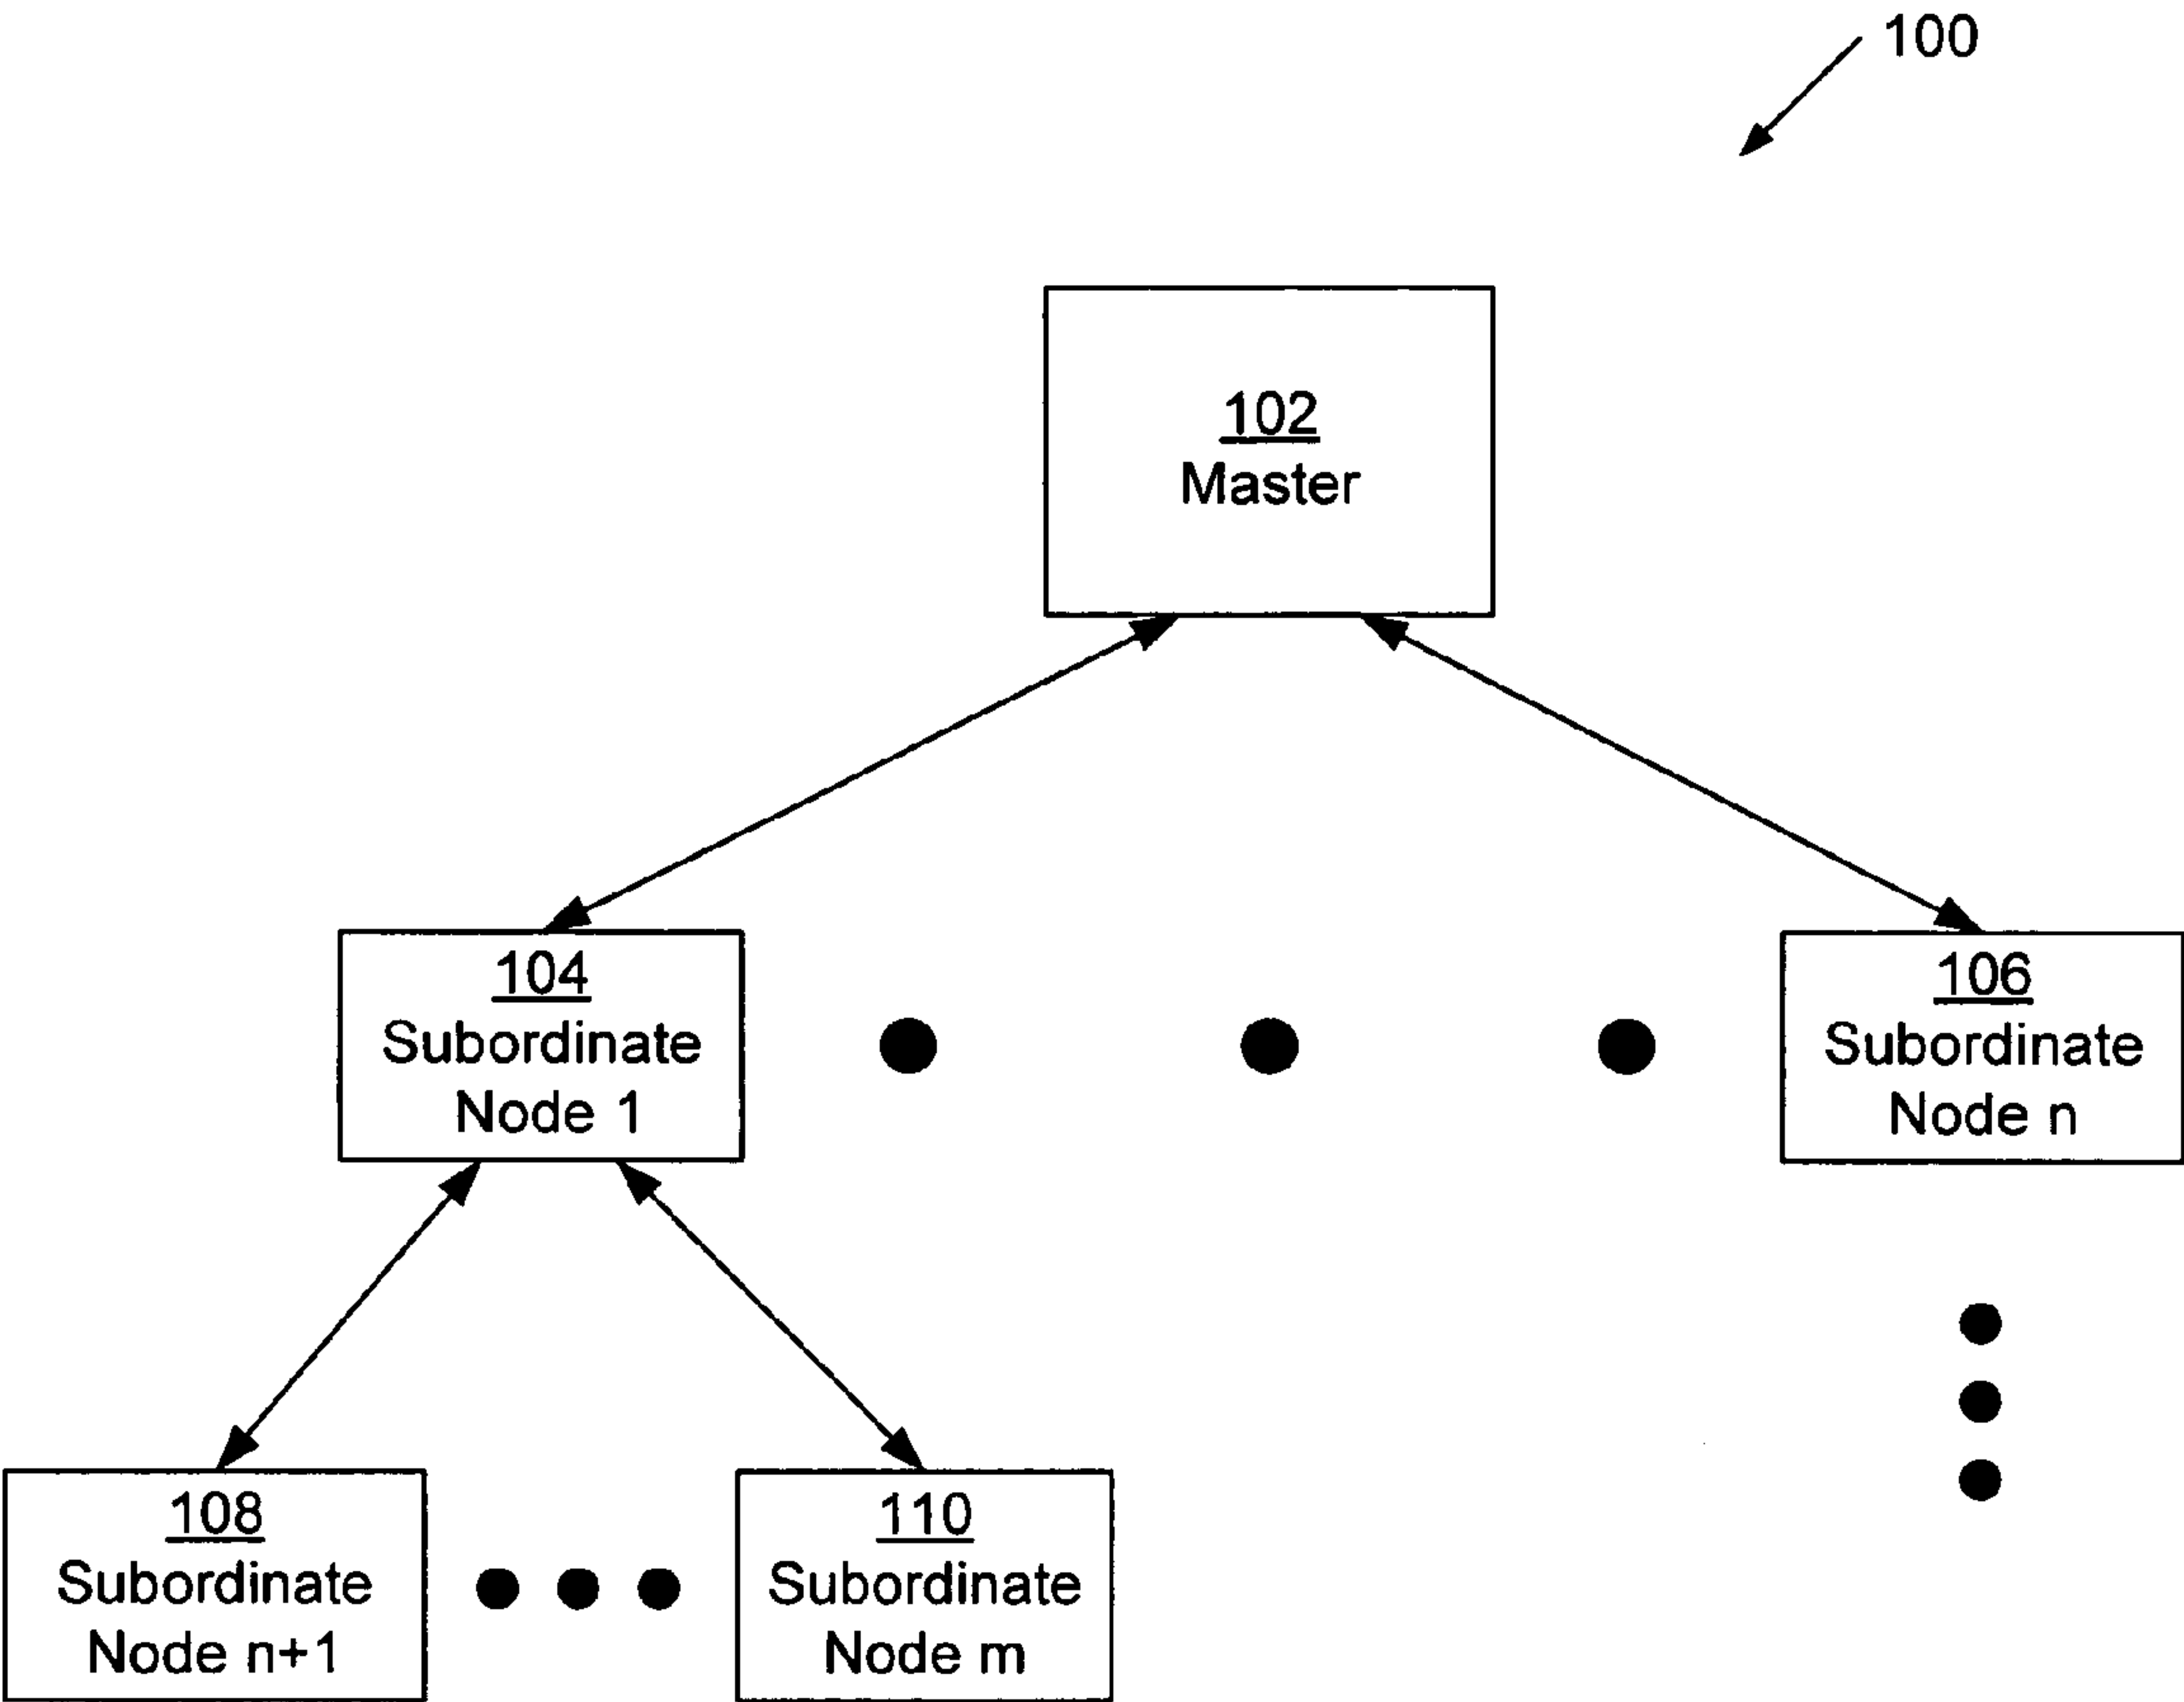 100
102
Master
104
Subordinate
Node 1
106
Subordinate
Node n
108
Subordinate
Node n+1
110
Subordinate
Node m